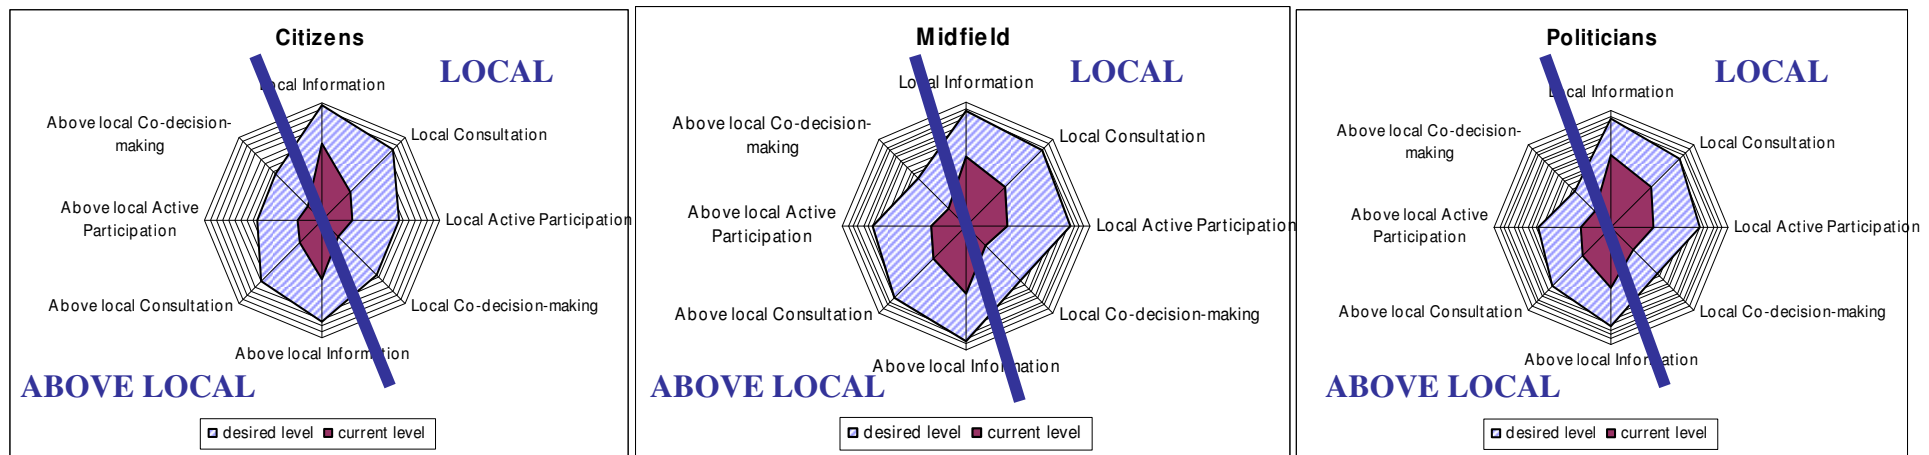 Citizens
LOCAL
Local Information
Above local Co-decision-
making
Local Consultation
Above local Active
Participation
Local Active Participation
Above local Consultation
Local Co-decision-making
Above local Information
ABOVE LOCAL
desired level
current level
Midfield
LOCAL
Local Information
Above local Co-decision-
making
Local Consultation
Above local Active
Participation
Local Active Participation
Above local Consultation
Local Co-decision-making
Above local Information
ABOVE LOCAL
desired level
current level
Politicians
LOCAL
Local Information
Above local Co-decision-
making
Local Consultation
Above local Active
Participation
Local Active Participation
Above local Consultation
Local Co-decision-making
Above local Information
ABOVE LOCAL
desired level
current level